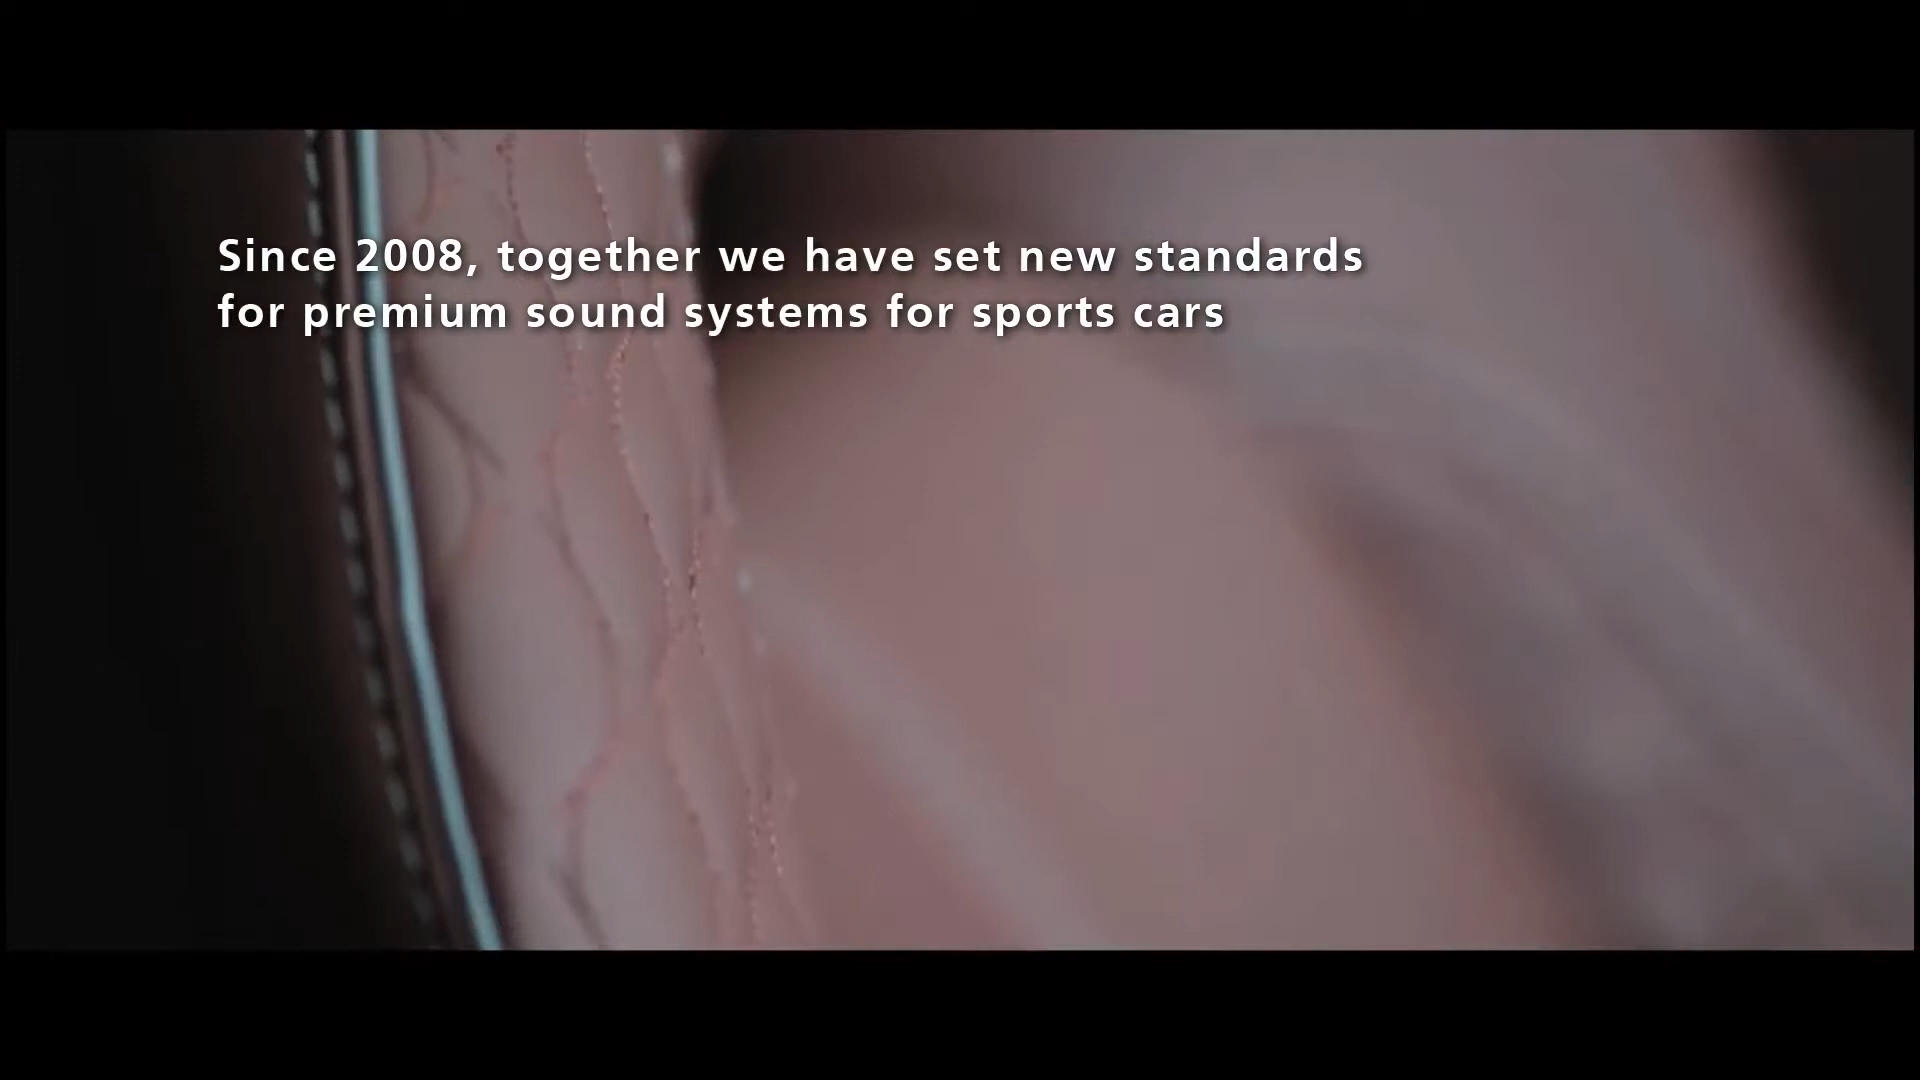 Since 2008, together we have set new standards
for premium sound systems for sports cars